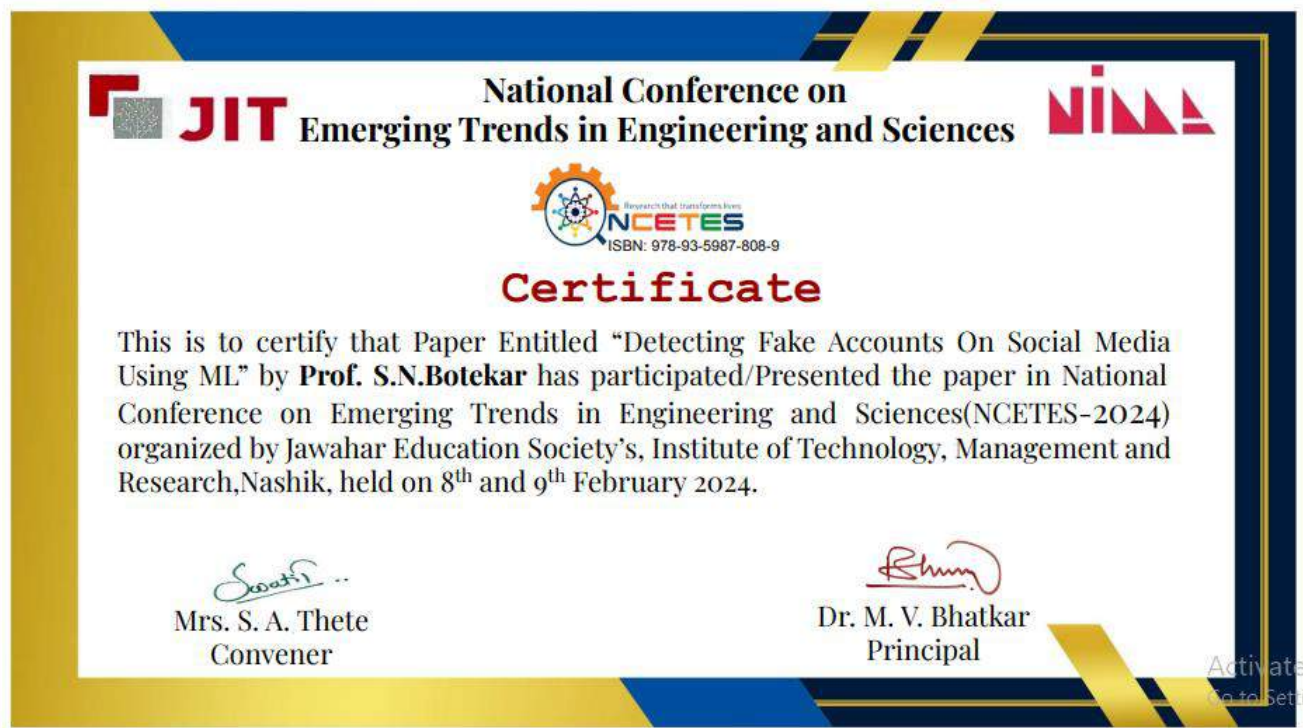 JIT
National Conference on
Emerging Trends in Engineering and Sciences
NIMA
Research that transforms lives
NCETES
ISBN: 978-93-5987-808-9
Certificate
This is to certify that Paper Entitled “Detecting Fake Accounts On Social Media
Using ML” by Prof. S.N.Botekar has participated/Presented the paper in National
Conference on Emerging Trends in Engineering and Sciences(NCETES-2024)
organized by Jawahar Education Society’s, Institute of Technology, Management and
Research,Nashik, held on 8th and 9th February 2024.
Mrs. S. A. Thete
Convener
Dr. M. V. Bhatkar
Principal
Activate
Go to Sett